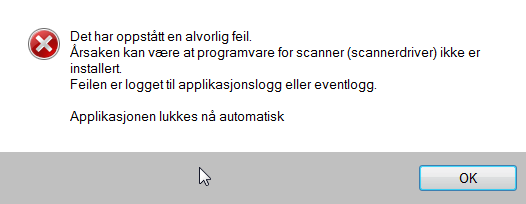 Det har oppstått en alvorlig feil.
Årsaken kan være at programvare for scanner (scannerdriver) ikke er
installert.
Feilen er logget til applikasjonslogg eller eventlogg.
Applikasjonen lukkes nå automatisk
OK